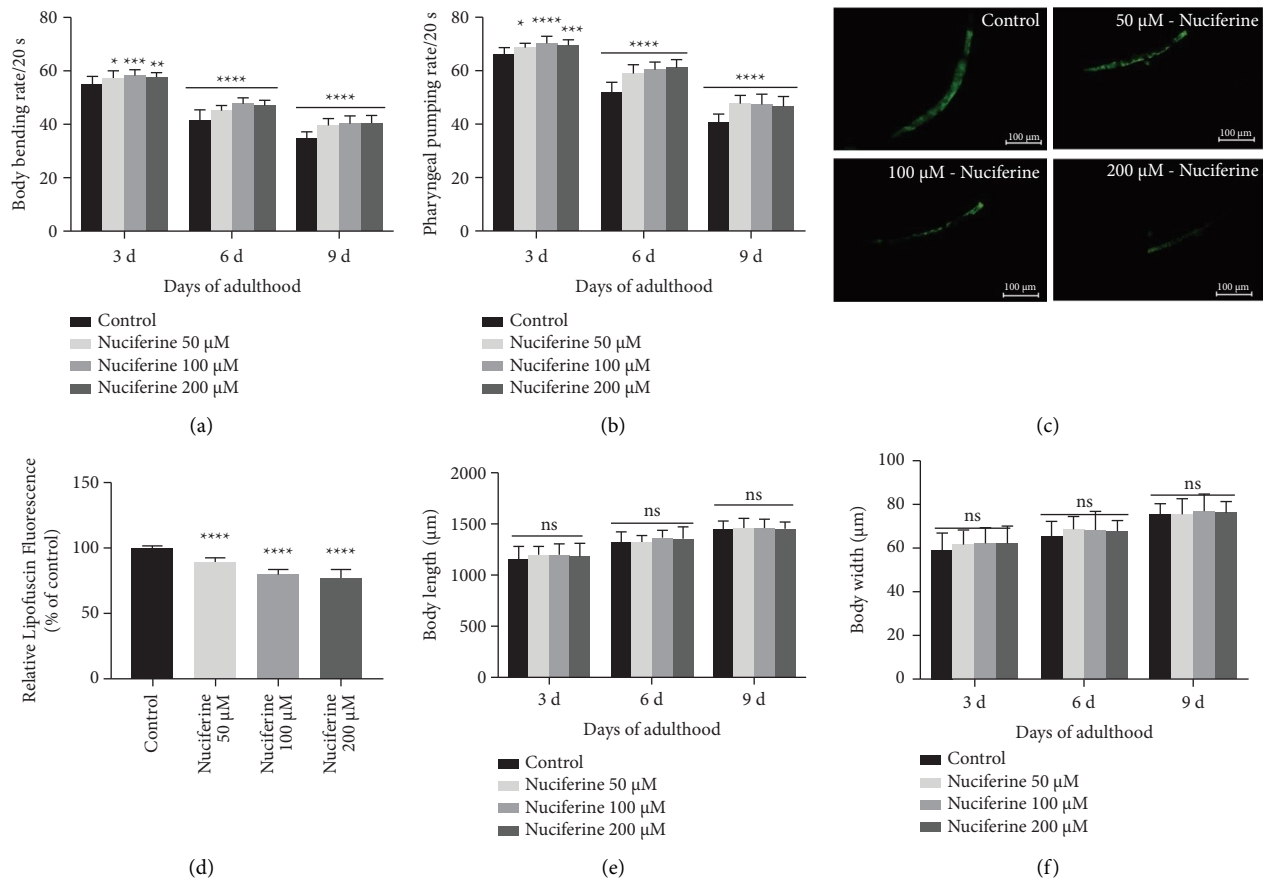 Body bending rate/20 s
80
60
40
20
0
*
***
**
****
****
3 d
6 d
9 d
Days of adulthood
Control
Nuciferine 50 μM
Nuciferine 100 μM
Nuciferine 200 μM
(a)
Pharyngeal pumping rate/20 s
80
60
40
20
0
*
****
***
****
****
3 d
6 d
9 d
Days of adulthood
Control
Nuciferine 50 μM
Nuciferine 100 μM
Nuciferine 200 μM
(b)
Control
100 μm
50 μM - Nuciferine
100 μm
100 μM - Nuciferine
100 μm
200 μM - Nuciferine
100 μm
(c)
Relative Lipofuscin Fluorescence
(% of control)
150
100
50
0
****
****
****
Control
Nuciferine
50 μM
Nuciferine
100 μM
Nuciferine
200 μM
(d)
Body length (μm)
2000
1500
1000
500
0
ns
ns
ns
3 d
6 d
9 d
Days of adulthood
Control
Nuciferine 50 μM
Nuciferine 100 μM
Nuciferine 200 μM
(e)
Body width (μm)
100
80
60
40
20
0
ns
ns
ns
3 d
6 d
9 d
Days of adulthood
Control
Nuciferine 50 μM
Nuciferine 100 μM
Nuciferine 200 μM
(f)